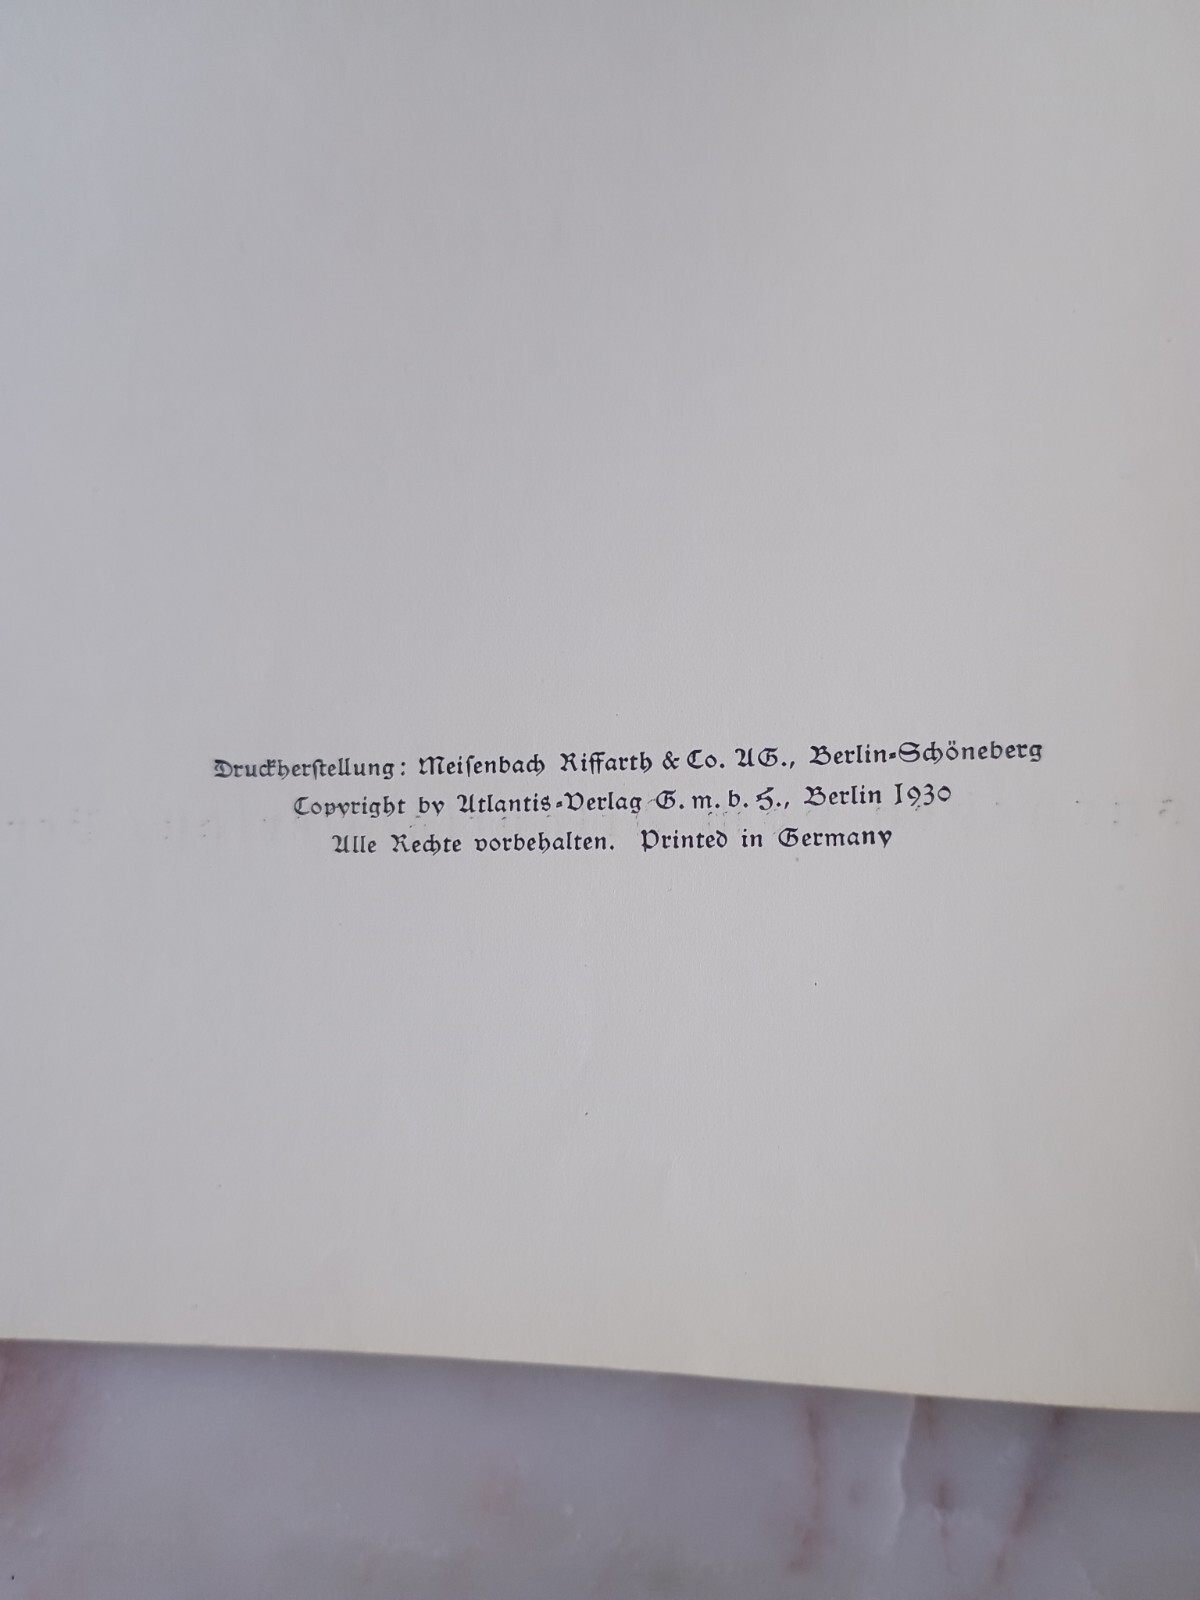 Druckherſtellung: Meiſenbach Riffarth & Co. AG., Berlin-Schöneberg
Copyright by Atlantis-Verlag G. m. b. H., Berlin 1930
Alle Rechte vorbehalten. Printed in Germany